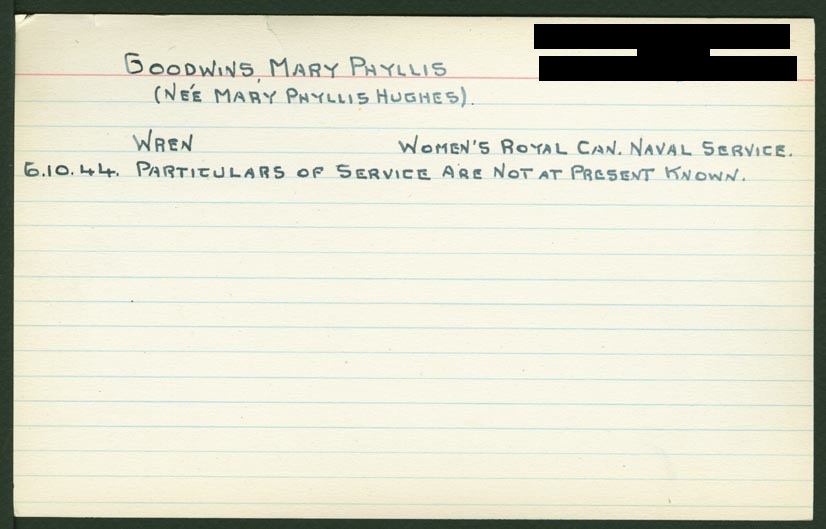 GOODWINS, MARY PHYLLIS
(NÉE MARY PHYLLIS HUGHES).
WREN WOMEN'S ROYAL CAN. NAVAL SERVICE.
6.10.44. PARTICULARS OF SERVICE ARE NOT AT PRESENT KNOWN.